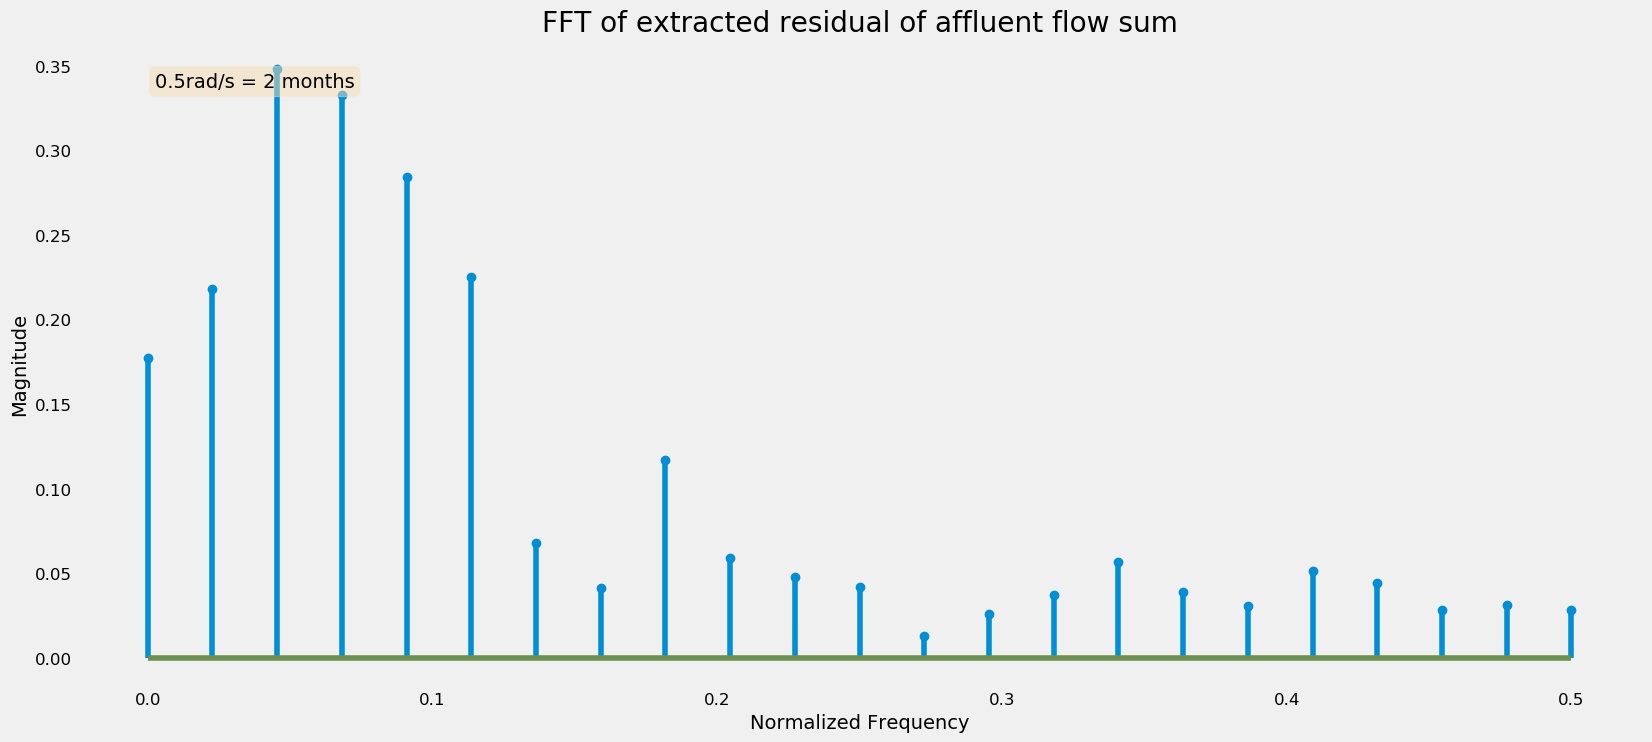 FFT of extracted residual of affluent flow sum
0.5rad/s = 2 months
0.35
0.30
0.25
0.20
0.15
0.10
0.05
0.00
Magnitude
0.0 0.1 0.2 0.3 0.4 0.5
Normalized Frequency